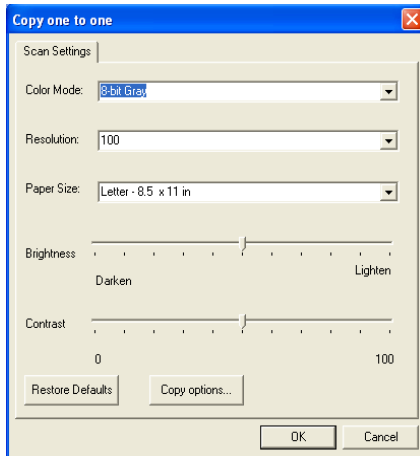 Copy one to one
Scan Settings
Color Mode: 8-bit Gray
Resolution: 100
Paper Size: Letter - 8.5 x 11 in
Brightness
Darken Lighten
Contrast
0 100
Restore Defaults Copy options...
OK Cancel